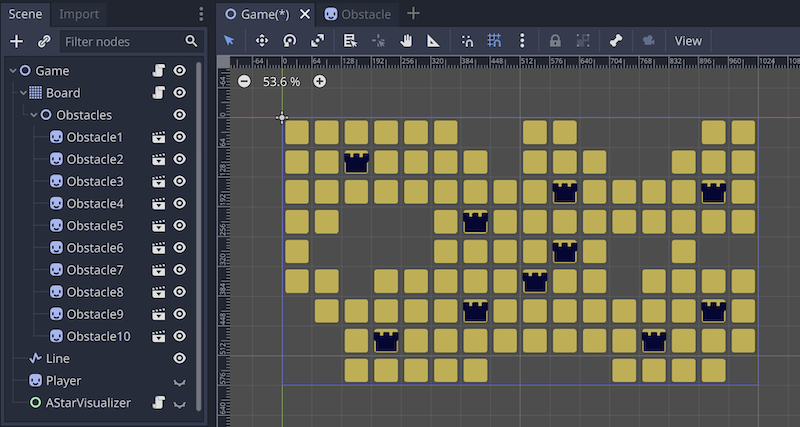 Scene Import
Game(*) Obstacle
Filter nodes
View
Game
Board
Obstacles
Obstacle1
Obstacle2
Obstacle3
Obstacle4
Obstacle5
Obstacle6
Obstacle7
Obstacle8
Obstacle9
Obstacle10
Line
Player
AStarVisualizer
-64 0 64 128 192 256 320 384 448 512 576 640 704 768 832 896 960 1024
53.6 %
-64
0
64
128
192
256
320
384
448
512
576
640